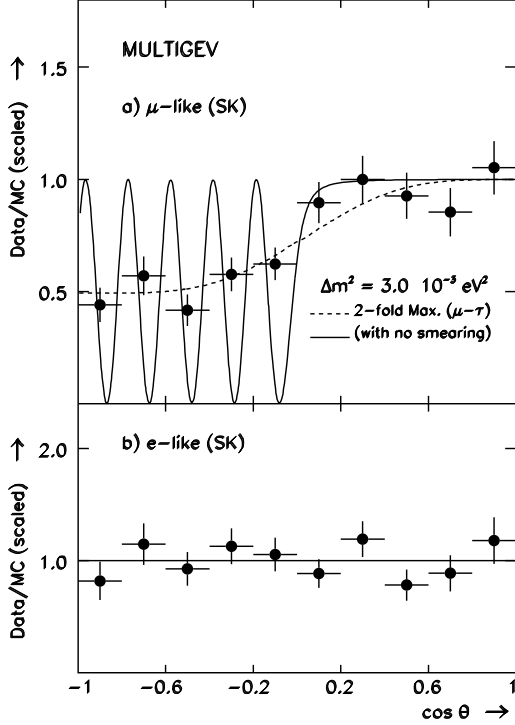 MULTIGEV
a) μ-like (SK)
Data/MC (scaled) →
1.5
1.0
0.5
Δm² = 3.0 10⁻³ eV²
2-fold Max. (μ-τ)
(with no smearing)
b) e-like (SK)
Data/MC (scaled) →
2.0
1.0
-1 -0.6 -0.2 0.2 0.6 1
cos θ →